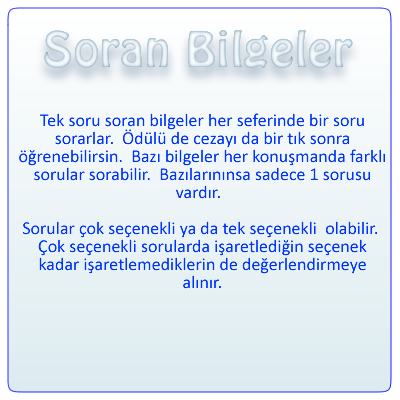 Soran Bilgeler
Tek soru soran bilgeler her seferinde bir soru
sorarlar. Ödülü de cezayı da bir tık sonra
öğrenebilirsin. Bazı bilgeler her konuşmanda farklı
sorular sorabilir. Bazılarınınsa sadece 1 sorusu
vardır.
Sorular çok seçenekli ya da tek seçenekli olabilir.
Çok seçenekli sorularda işaretlediğin seçenek
kadar işaretlemediklerin de değerlendirmeye
alınır.